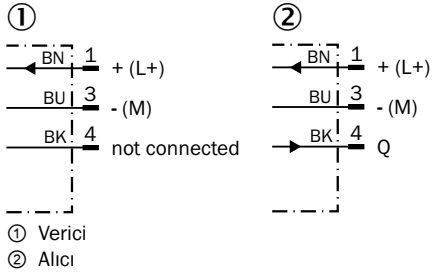 ① ②
BN 1 + (L+) BN 1 + (L+)
BU 3 - (M) BU 3 - (M)
BK 4 not connected BK 4 Q
① Verici
② Alıcı